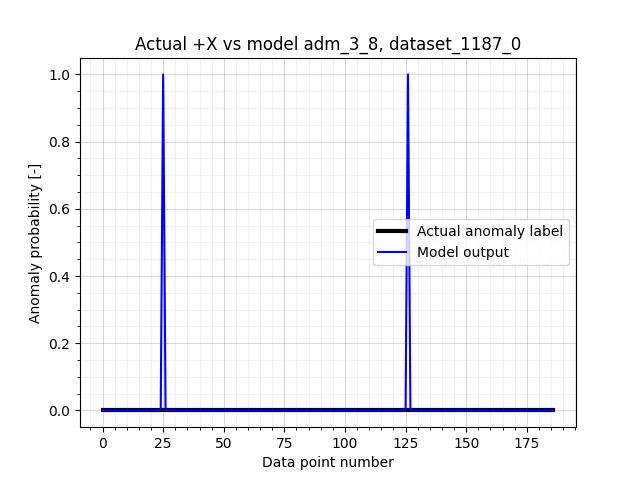 Actual +X vs model adm_3_8, dataset_1187_0
1.0
0.8
0.6
0.4
0.2
0.0
Anomaly probability [-]
Actual anomaly label
Model output
0 25 50 75 100 125 150 175
Data point number